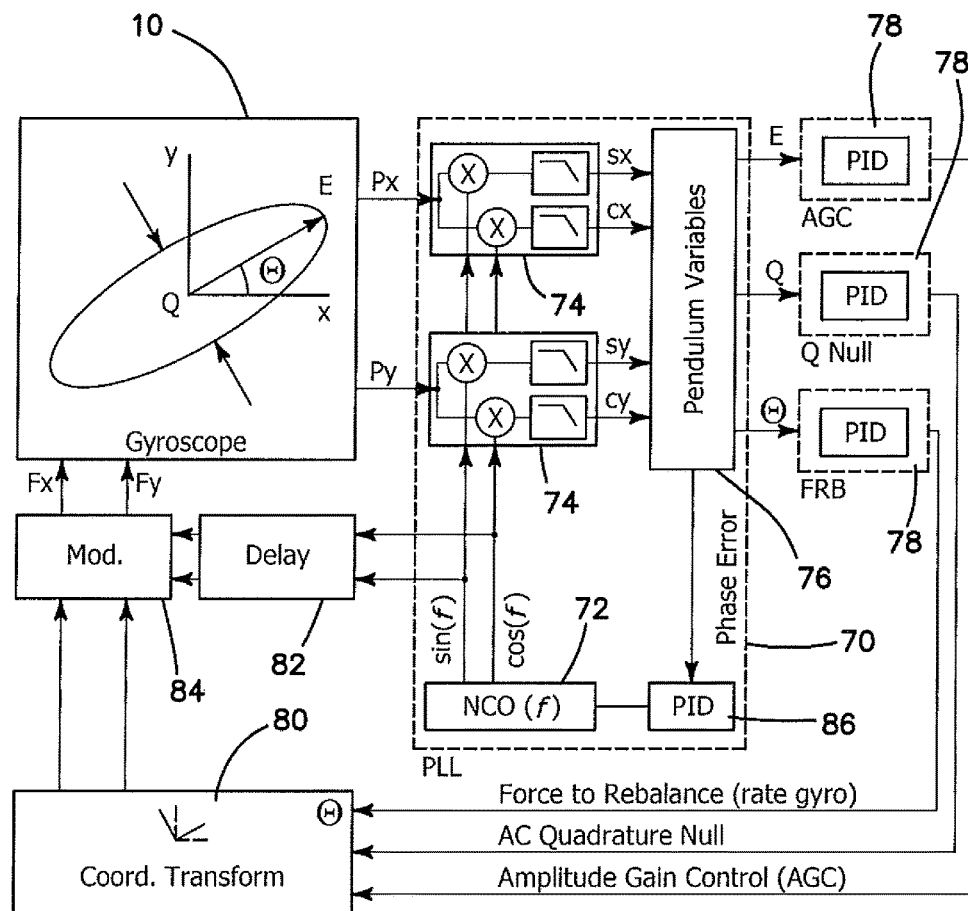 10
78
78
y
E
Θ
Q
x
Gyroscope
Px
Py
X
X
sx
cx
74
X
X
sy
cy
74
Pendulum Variables
E
PID
AGC
Q
PID
Q Null
Θ
PID
FRB
78
76
Fx
Fy
Mod.
Delay
84
82
sin(f)
cos(f)
72
NCO (f)
Phase Error
70
PID
86
PLL
80
Θ
Coord. Transform
Force to Rebalance (rate gyro)
AC Quadrature Null
Amplitude Gain Control (AGC)